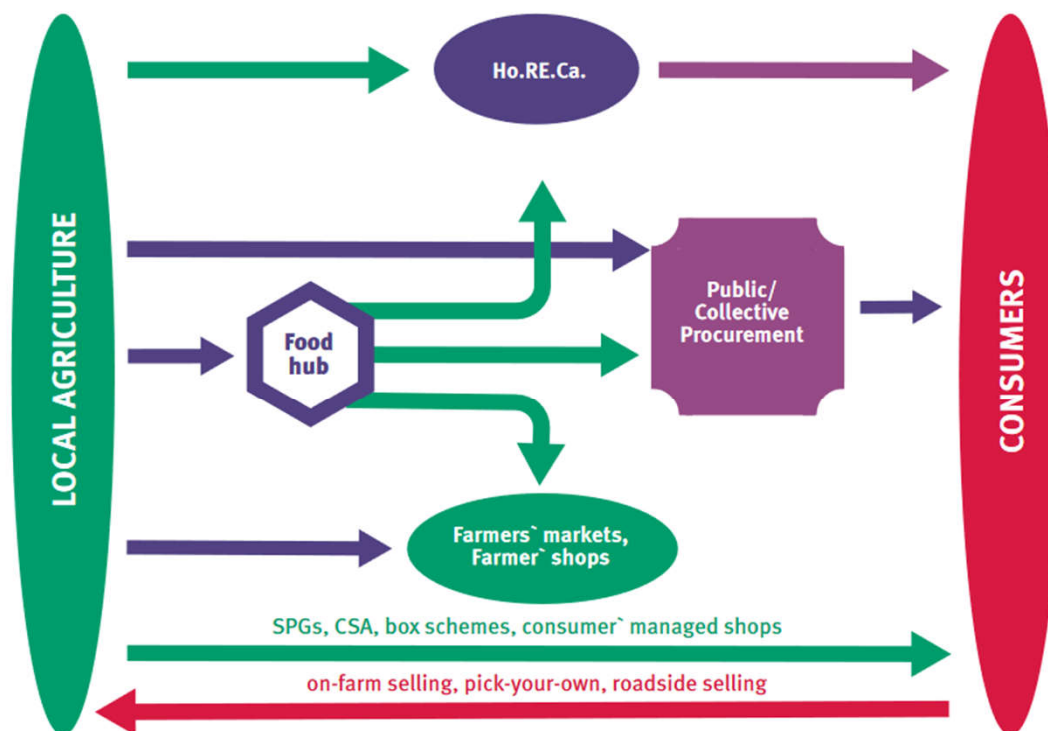 Ho.RE.Ca.
LOCAL AGRICULTURE
Food
hub
Public/
Collective
Procurement
CONSUMERS
Farmers` markets,
Farmer` shops
SPGs, CSA, box schemes, consumer` managed shops
on-farm selling, pick-your-own, roadside selling